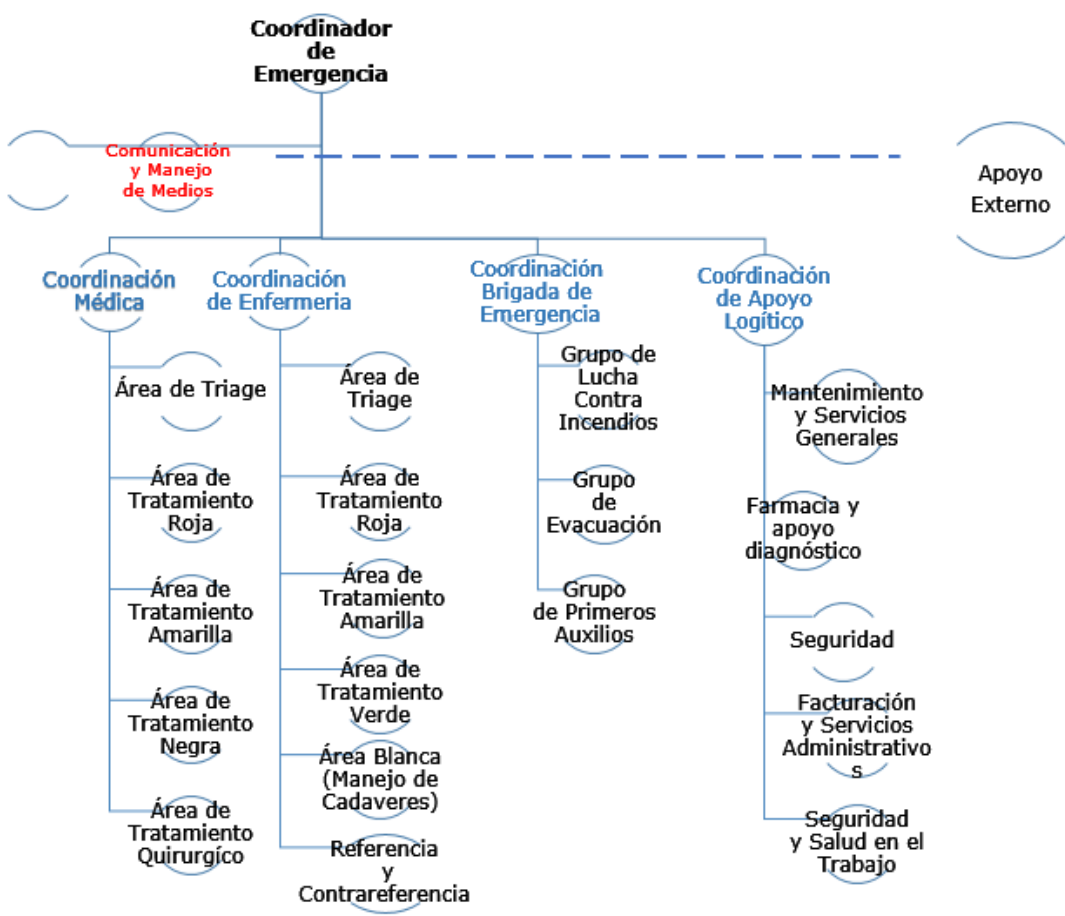 Coordinador
de
Emergencia
Comunicación
y Manejo
de Medios
Apoyo
Externo
Coordinación
Médica
Área de Triage
Área de
Tratamiento
Roja
Área de
Tratamiento
Amarilla
Área de
Tratamiento
Negra
Área de
Tratamiento
Quirurgíco
Coordinación
de Enfermeria
Área de
Triage
Área de
Tratamiento
Roja
Área de
Tratamiento
Amarilla
Área de
Tratamiento
Verde
Área Blanca
(Manejo de
Cadaveres)
Referencia
y
Contrareferencia
Coordinación
Brigada de
Emergencia
Grupo de
Lucha
Contra
Incendios
Grupo
de
Evacuación
Grupo
de Primeros
Auxilios
Coordinación
de Apoyo
Logítico
Mantenimiento
y Servicios
Generales
Farmacia y
apoyo
diagnóstico
Seguridad
Facturación
y Servicios
Administrativo
s
Seguridad
y Salud en el
Trabajo